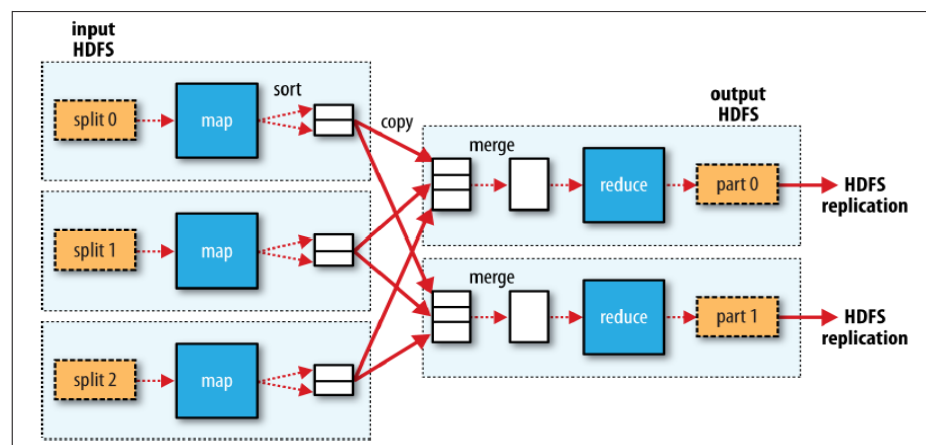 input
HDFS
split 0
map
sort
copy
split 1
map
split 2
map
output
HDFS
merge
reduce
part 0
HDFS
replication
merge
reduce
part 1
HDFS
replication